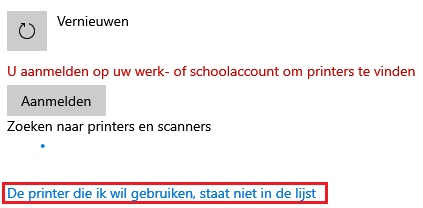 Vernieuwen
U aanmelden op uw werk- of schoolaccount om printers te vinden
Aanmelden
Zoeken naar printers en scanners
De printer die ik wil gebruiken, staat niet in de lijst